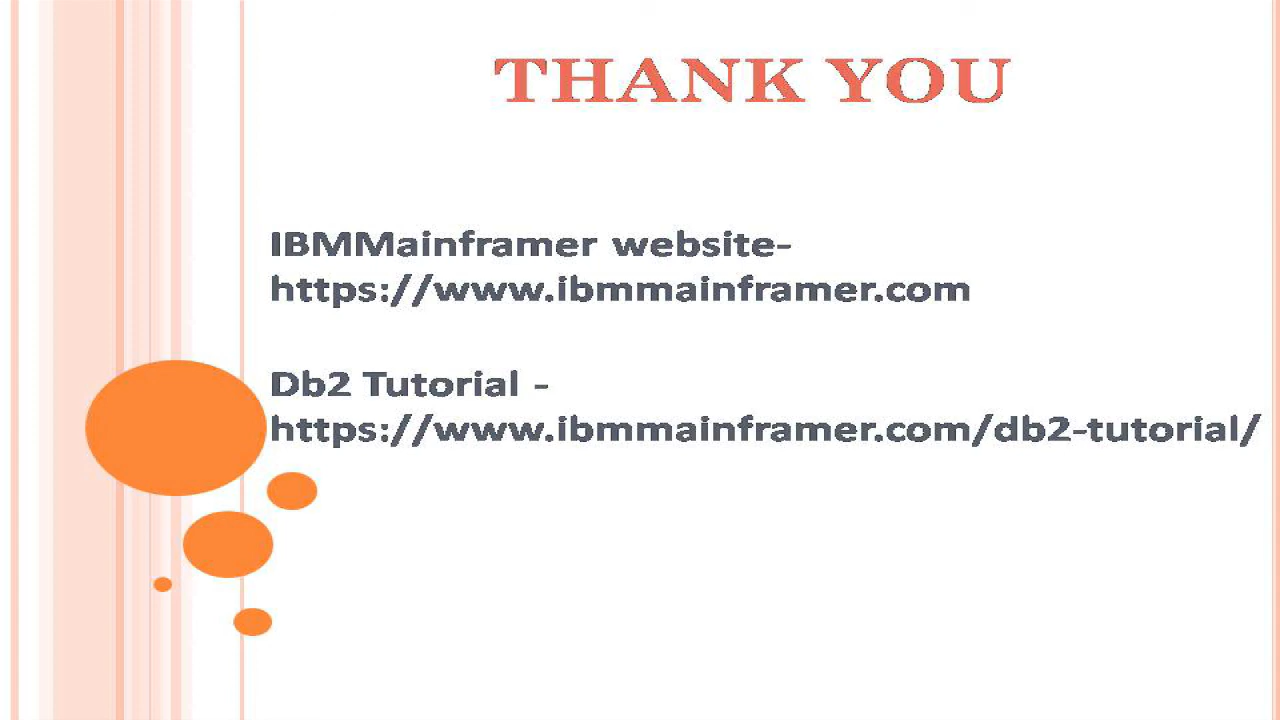 THANK YOU
IBMMainframer website-
https://www.ibmmainframer.com
Db2 Tutorial -
https://www.ibmmainframer.com/db2-tutorial/